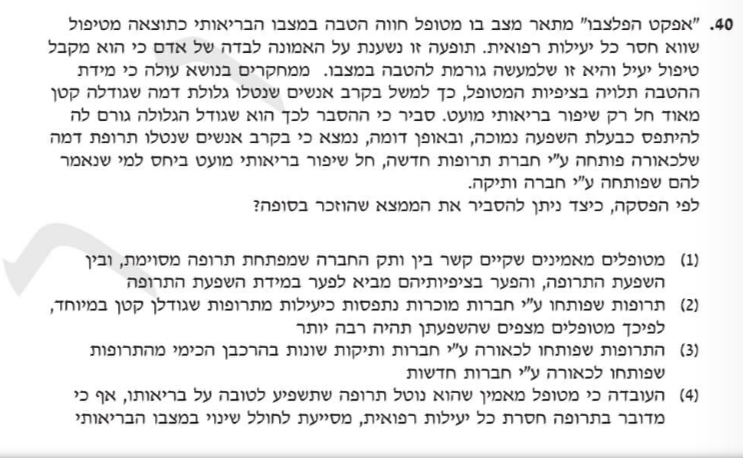 40. "אפקט הפלצבו" מתאר מצב בו מטופל חווה הטבה במצבו הבריאותי כתוצאה מטיפול
שווא חסר כל יעילות רפואית. תופעה זו נשענת על האמונה לבדה של אדם כי הוא מקבל
טיפול יעיל והיא זו שלמעשה גורמת להטבה במצבו. ממחקרים בנושא עולה כי מידת
ההטבה תלויה בציפיות המטופל, כך למשל בקרב אנשים שנטלו גלולת דמה שגודלה קטן
מאוד חל רק שיפור בריאותי מועט. סביר כי ההסבר לכך הוא שגודל הגלולה גורם לה
להיתפס כבעלת השפעה נמוכה, ובאופן דומה, נמצא כי בקרב אנשים שנטלו תרופת דמה
שלכאורה פותחה ע"י חברת תרופות חדשה, חל שיפור בריאותי מועט ביחס למי שנאמר
להם שפותחה ע"י חברה ותיקה.
לפי הפסקה, כיצד ניתן להסביר את הממצא שהוזכר בסופה?
(1) מטופלים מאמינים שקיים קשר בין ותק החברה שמפתחת תרופה מסוימת, ובין
השפעת התרופה, והפער בציפיותיהם מביא לפער במידת השפעת התרופה
(2) תרופות שפותחו ע"י חברות מוכרות נתפסות כיעילות מתרופות שגודלן קטן במיוחד,
לפיכך מטופלים מצפים שהשפעתן תהיה רבה יותר
(3) התרופות שפותחו לכאורה ע"י חברות ותיקות שונות בהרכבן הכימי מהתרופות
שפותחו לכאורה ע"י חברות חדשות
(4) העובדה כי מטופל מאמין שהוא נוטל תרופה שתשפיע לטובה על בריאותו, אף כי
מדובר בתרופה חסרת כל יעילות רפואית, מסייעת לחולל שינוי במצבו הבריאותי